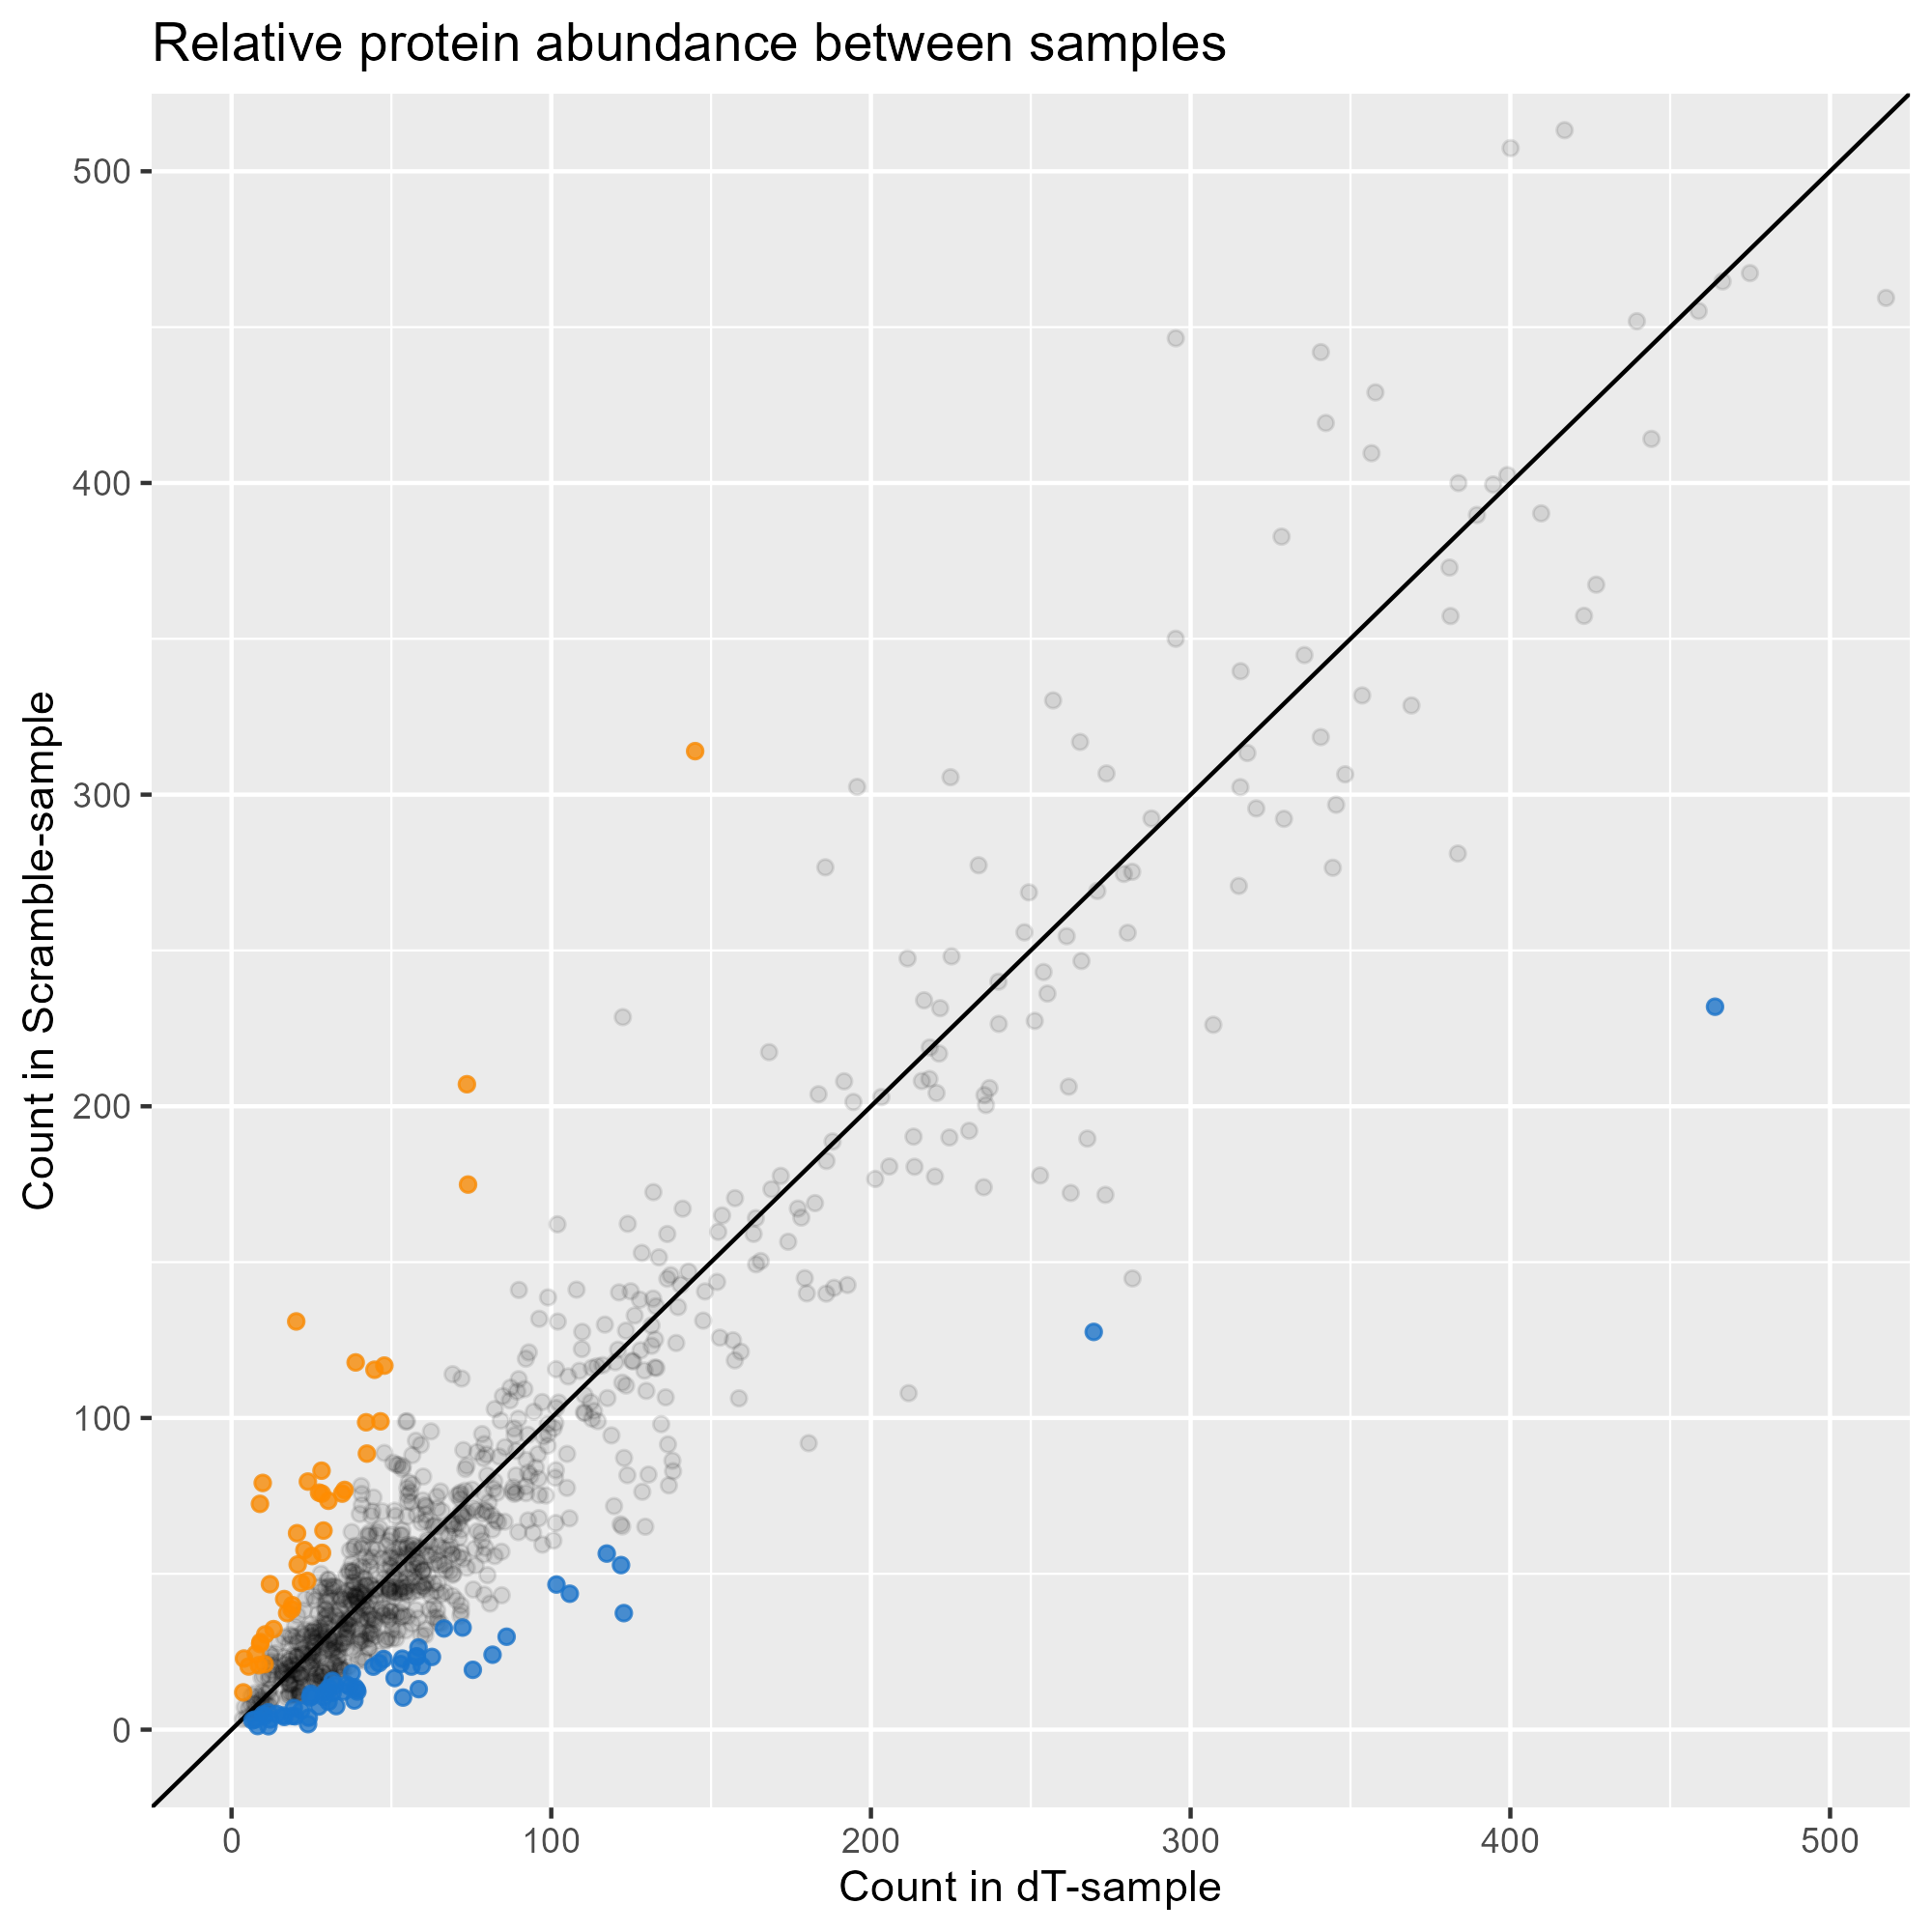 Relative protein abundance between samples
Count in Scramble-sample
500
400
300
200
100
0
0 100 200 300 400 500
Count in dT-sample